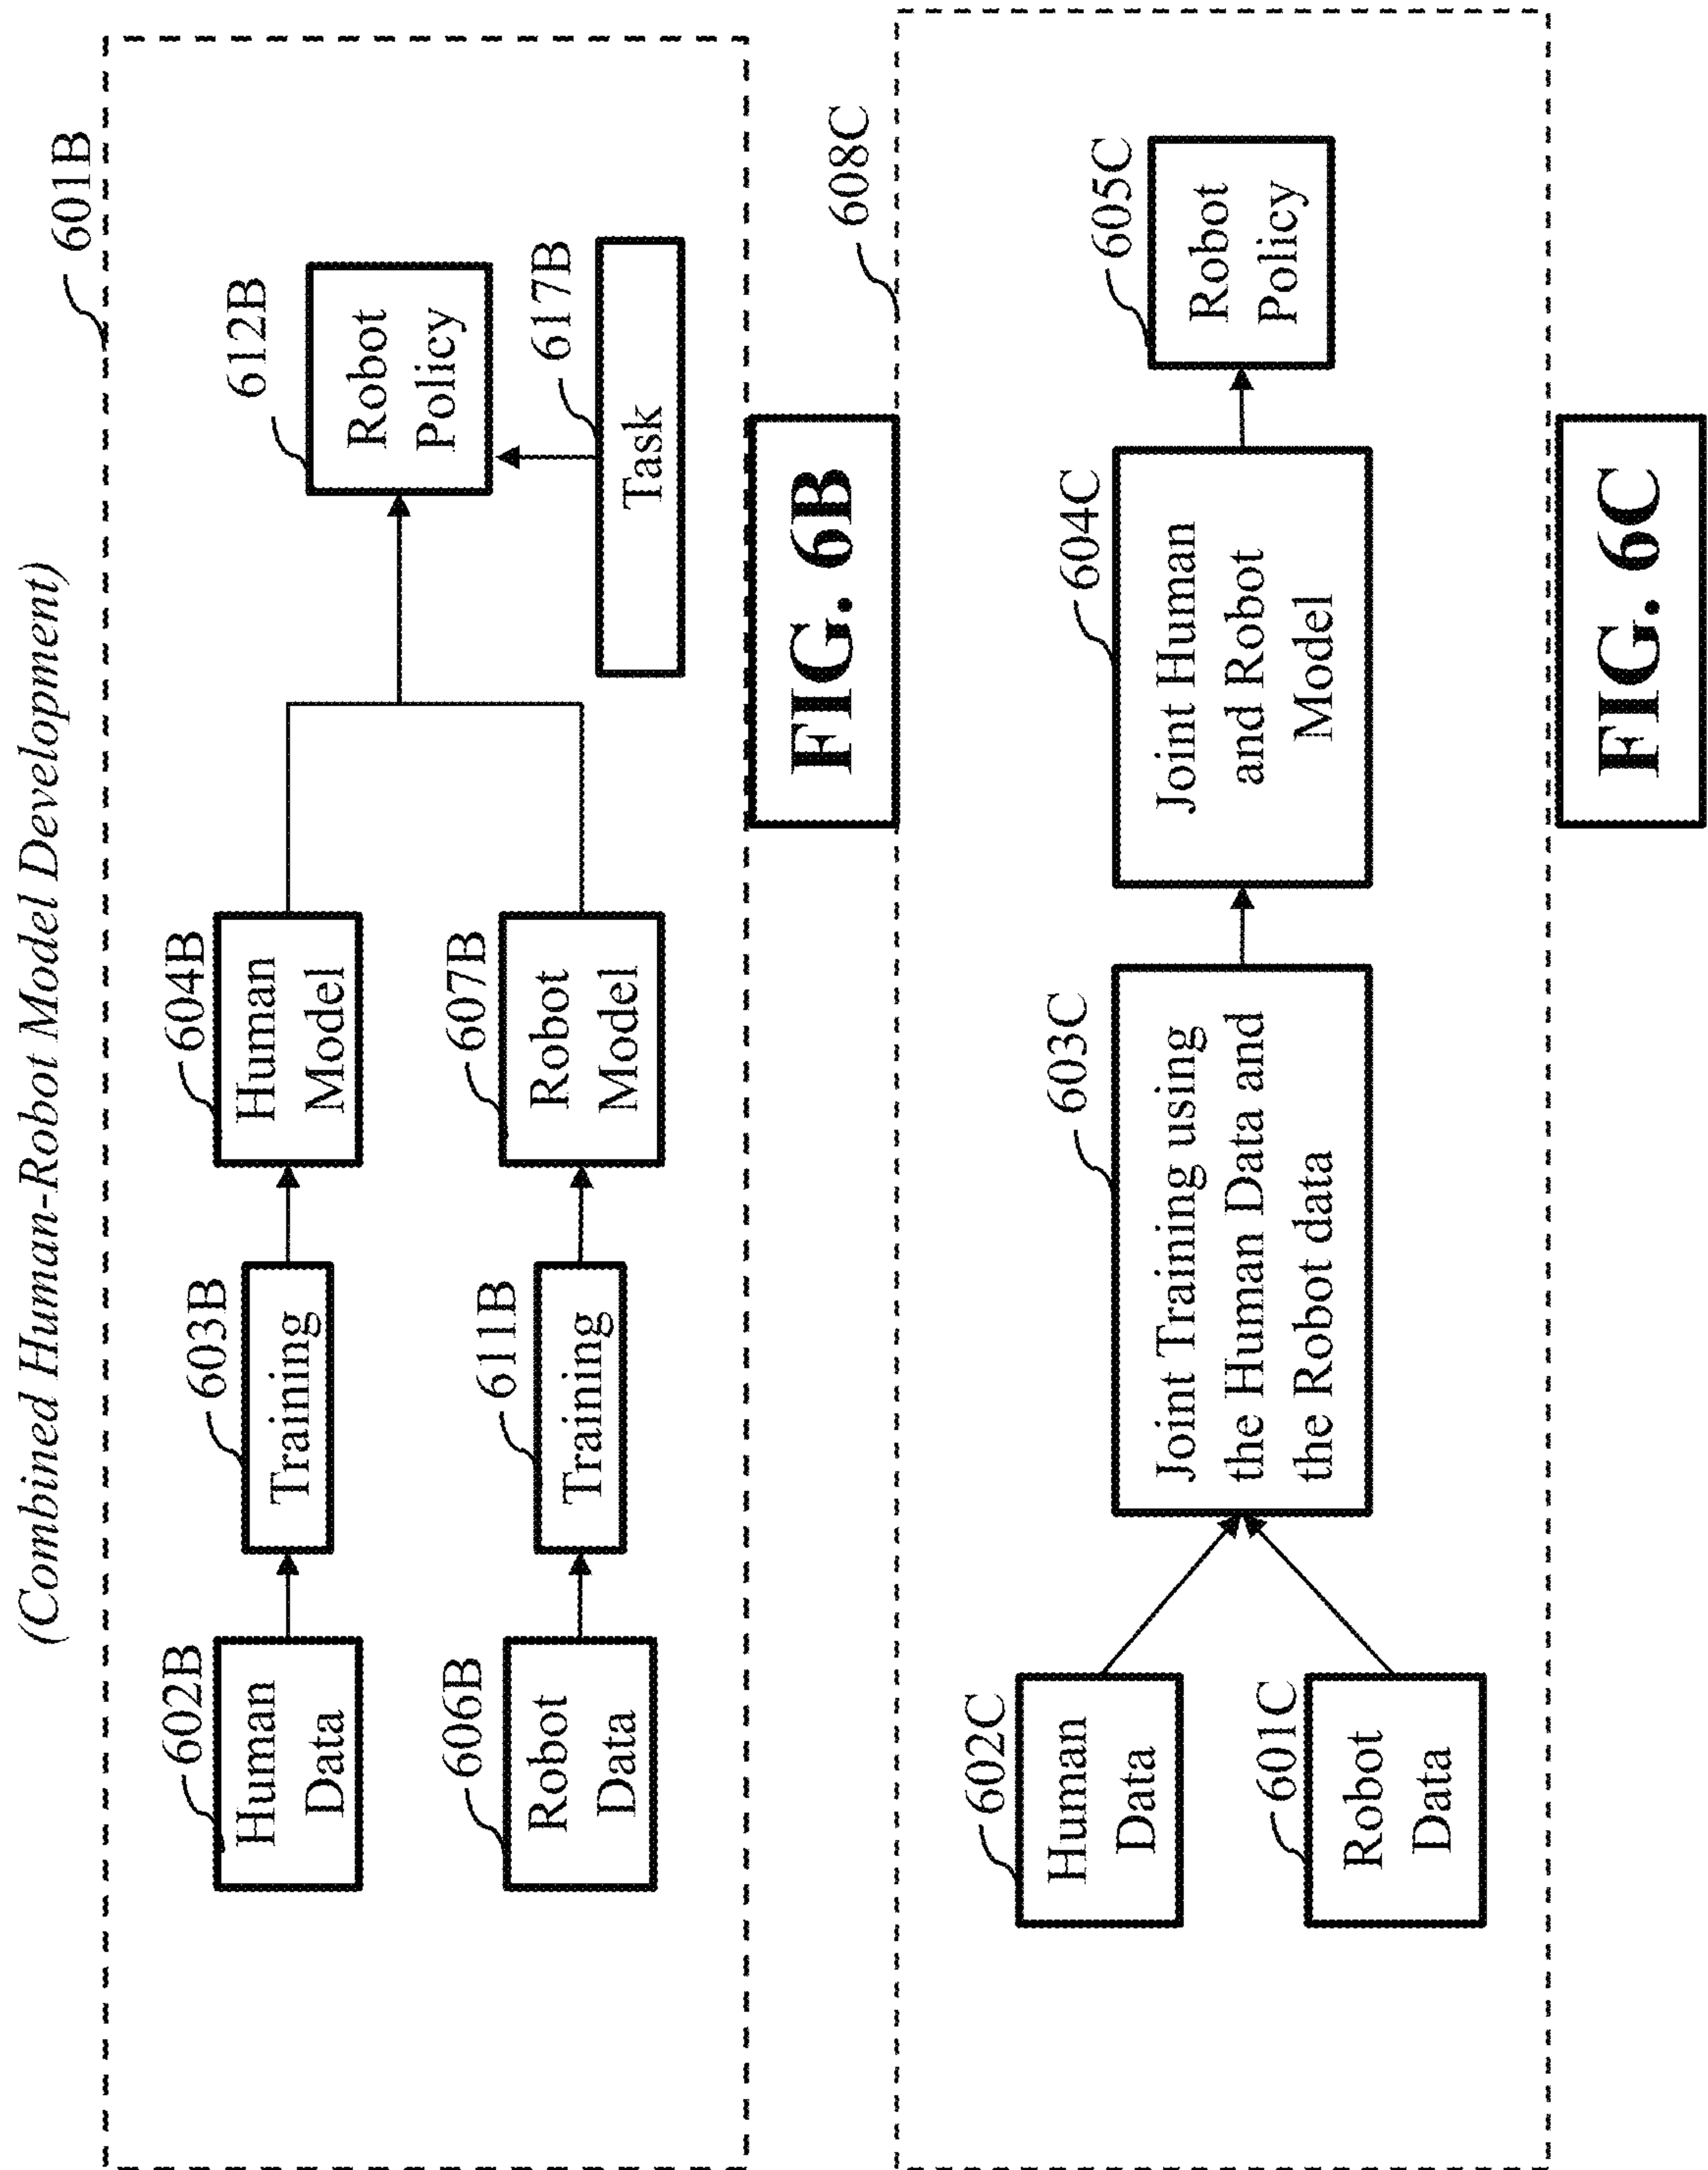 (Combined Human-Robot Model Development)
601B
602B
Human
Data
603B
Training
604B
Human
Model
612B
Robot
Policy
606B
Robot
Data
611B
Training
607B
Robot
Model
617B
Task
FIG. 6B
608C
602C
Human
Data
601C
Robot
Data
603C
Joint Training using
the Human Data and
the Robot data
604C
Joint Human
and Robot
Model
605C
Robot
Policy
FIG. 6C